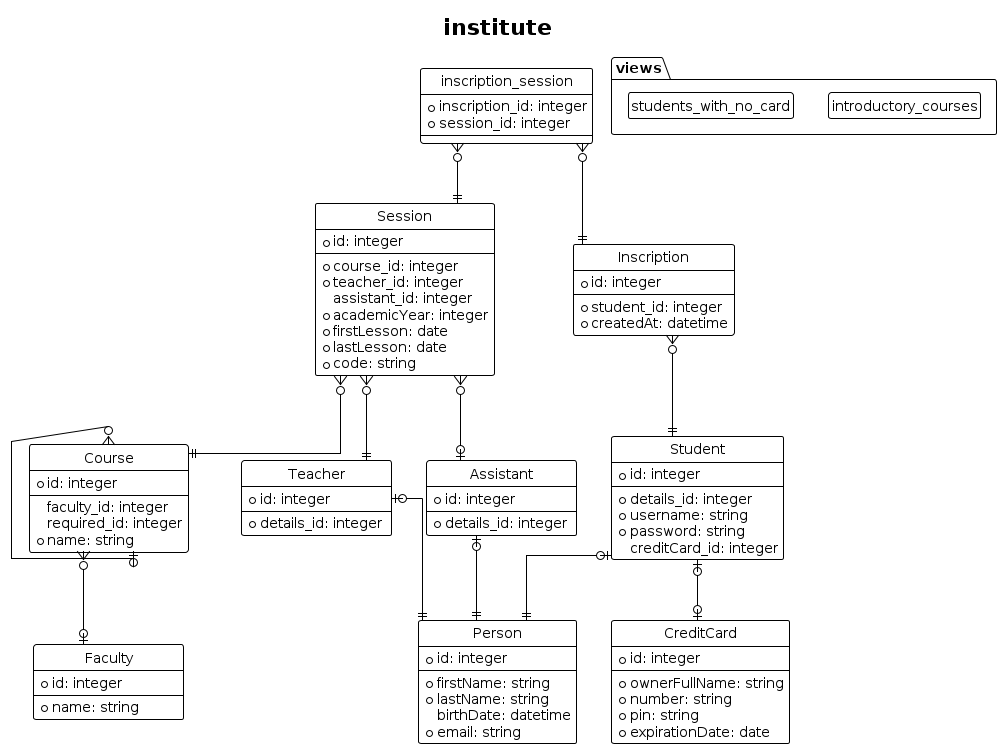 institute
inscription_session
inscription_id: integer
session_id: integer
views
students_with_no_card
introductory_courses
Session
id: integer
course_id: integer
teacher_id: integer
assistant_id: integer
academicYear: integer
firstLesson: date
lastLesson: date
code: string
Inscription
id: integer
student_id: integer
createdAt: datetime
Course
id: integer
faculty_id: integer
required_id: integer
name: string
Teacher
id: integer
details_id: integer
Assistant
id: integer
details_id: integer
Student
id: integer
details_id: integer
username: string
password: string
creditCard_id: integer
Faculty
id: integer
name: string
Person
id: integer
firstName: string
lastName: string
birthDate: datetime
email: string
CreditCard
id: integer
ownerFullName: string
number: string
pin: string
expirationDate: date